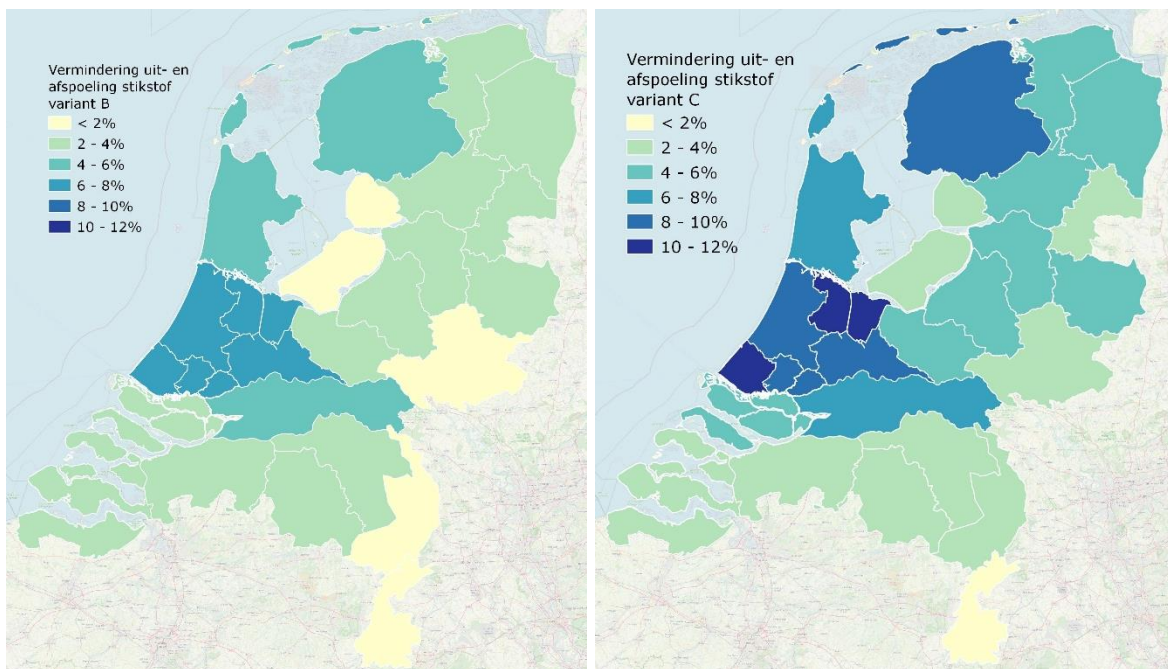 Vermindering uit- en
afspoeling stikstof
variant B
< 2%
2 - 4%
4 - 6%
6 - 8%
8 - 10%
10 - 12%
Vermindering uit- en
afspoeling stikstof
variant C
< 2%
2 - 4%
4 - 6%
6 - 8%
8 - 10%
10 - 12%